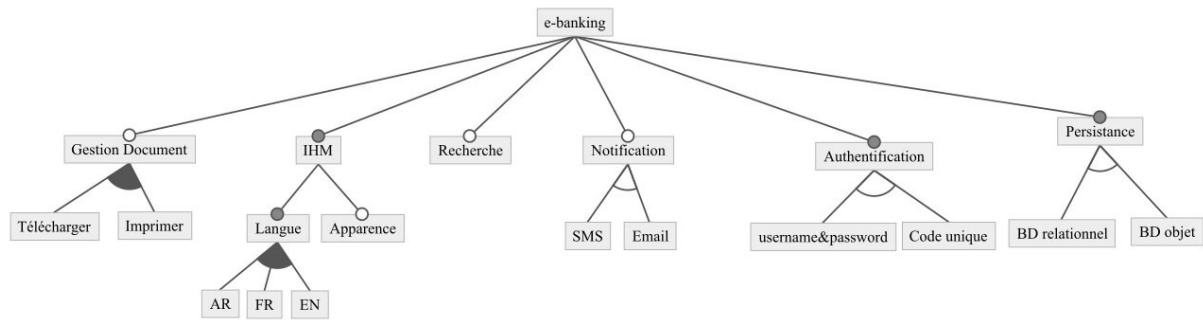 e-banking
Gestion Document
IHM
Recherche
Notification
Authentification
Persistance
Télécharger
Imprimer
Langue
Apparence
SMS
Email
username&password
Code unique
BD relationnel
BD objet
AR
FR
EN